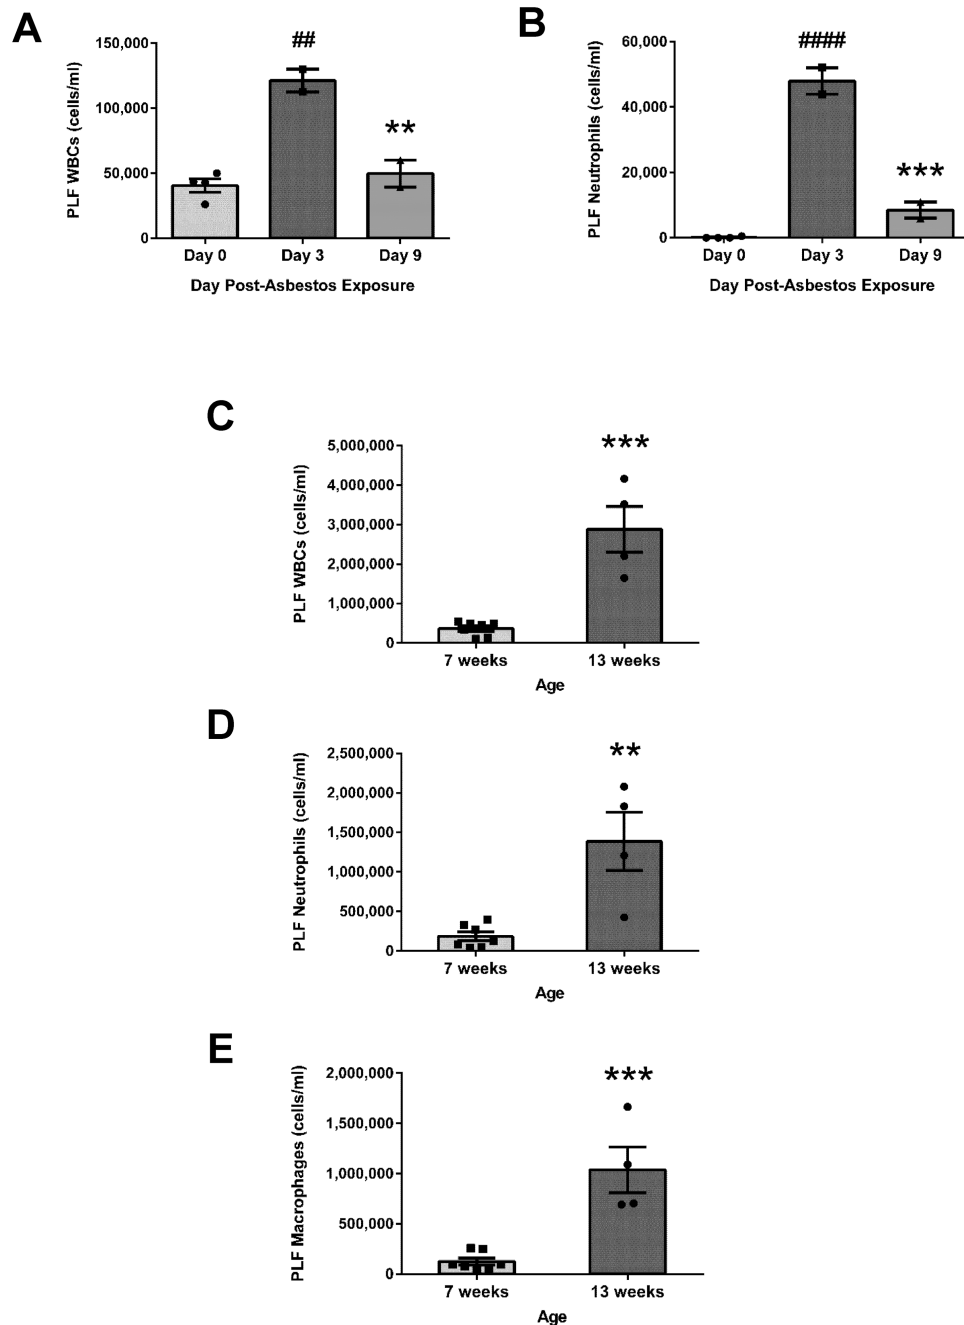 A
PLF WBCs (cells/ml)
150,000
100,000
50,000
0
##
**
Day 0 Day 3 Day 9
Day Post-Asbestos Exposure
B
PLF Neutrophils (cells/ml)
60,000
40,000
20,000
0
####
***
Day 0 Day 3 Day 9
Day Post-Asbestos Exposure
C
PLF WBCs (cells/ml)
5,000,000
4,000,000
3,000,000
2,000,000
1,000,000
0
***
7 weeks 13 weeks
Age
D
PLF Neutrophils (cells/ml)
2,500,000
2,000,000
1,500,000
1,000,000
500,000
0
**
7 weeks 13 weeks
Age
E
PLF Macrophages (cells/ml)
2,000,000
1,500,000
1,000,000
500,000
0
***
7 weeks 13 weeks
Age